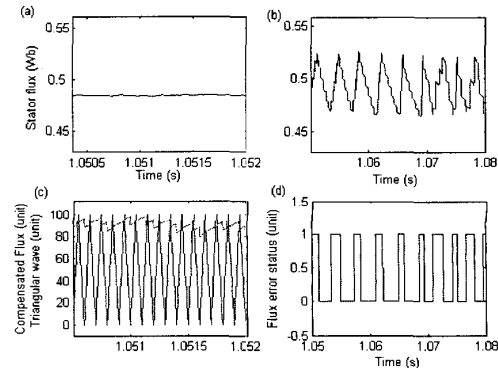 (a)
0.55
0.5
0.45
Stator flux (Wb)
1.0505 1.051 1.0515 1.052
Time (s)
(b)
0.55
0.5
0.45
1.06 1.07 1.08
Time (s)
(c)
100
80
60
40
20
0
Compensated Flux (unit)
Triangular wave (unit)
1.051 1.0515 1.052
Time (s)
(d)
1.5
1
0.5
0
-0.5
Flux error status (unit)
1.05 1.06 1.07 1.08
Time (s)